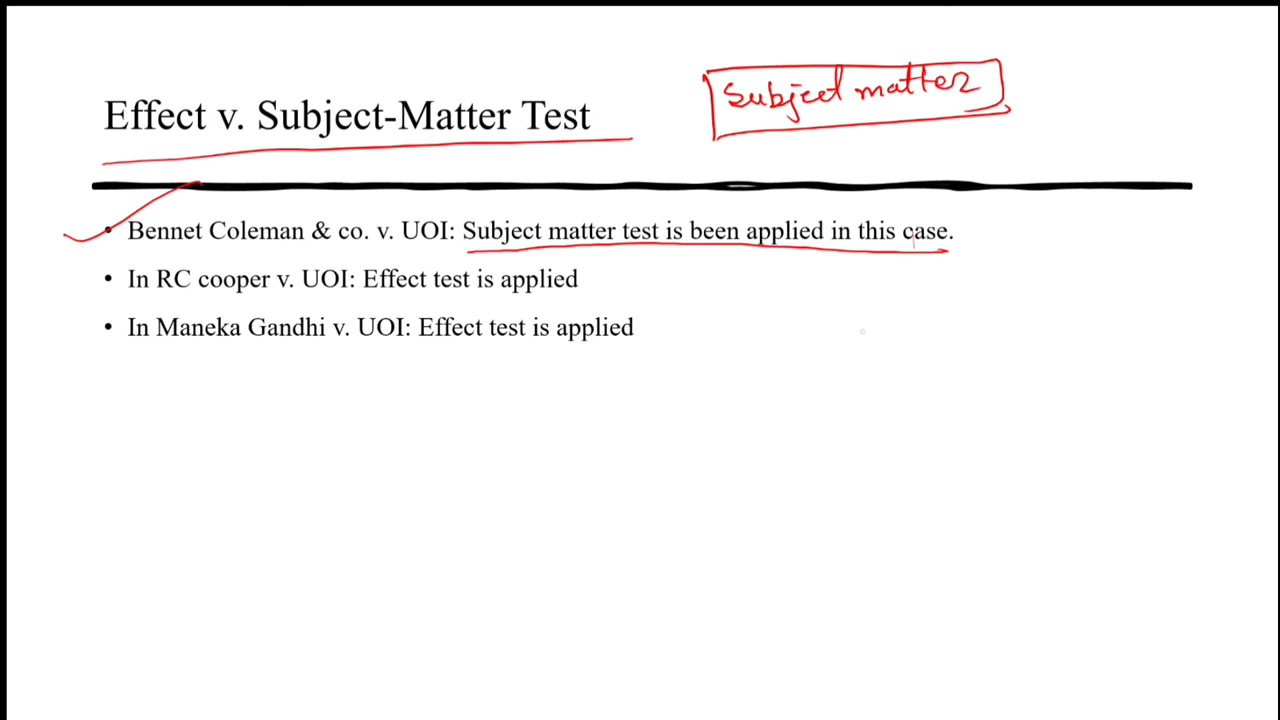 Subject matter
Effect v. Subject-Matter Test
• Bennet Coleman & co. v. UOI: Subject matter test is been applied in this case.
• In RC cooper v. UOI: Effect test is applied
• In Maneka Gandhi v. UOI: Effect test is applied